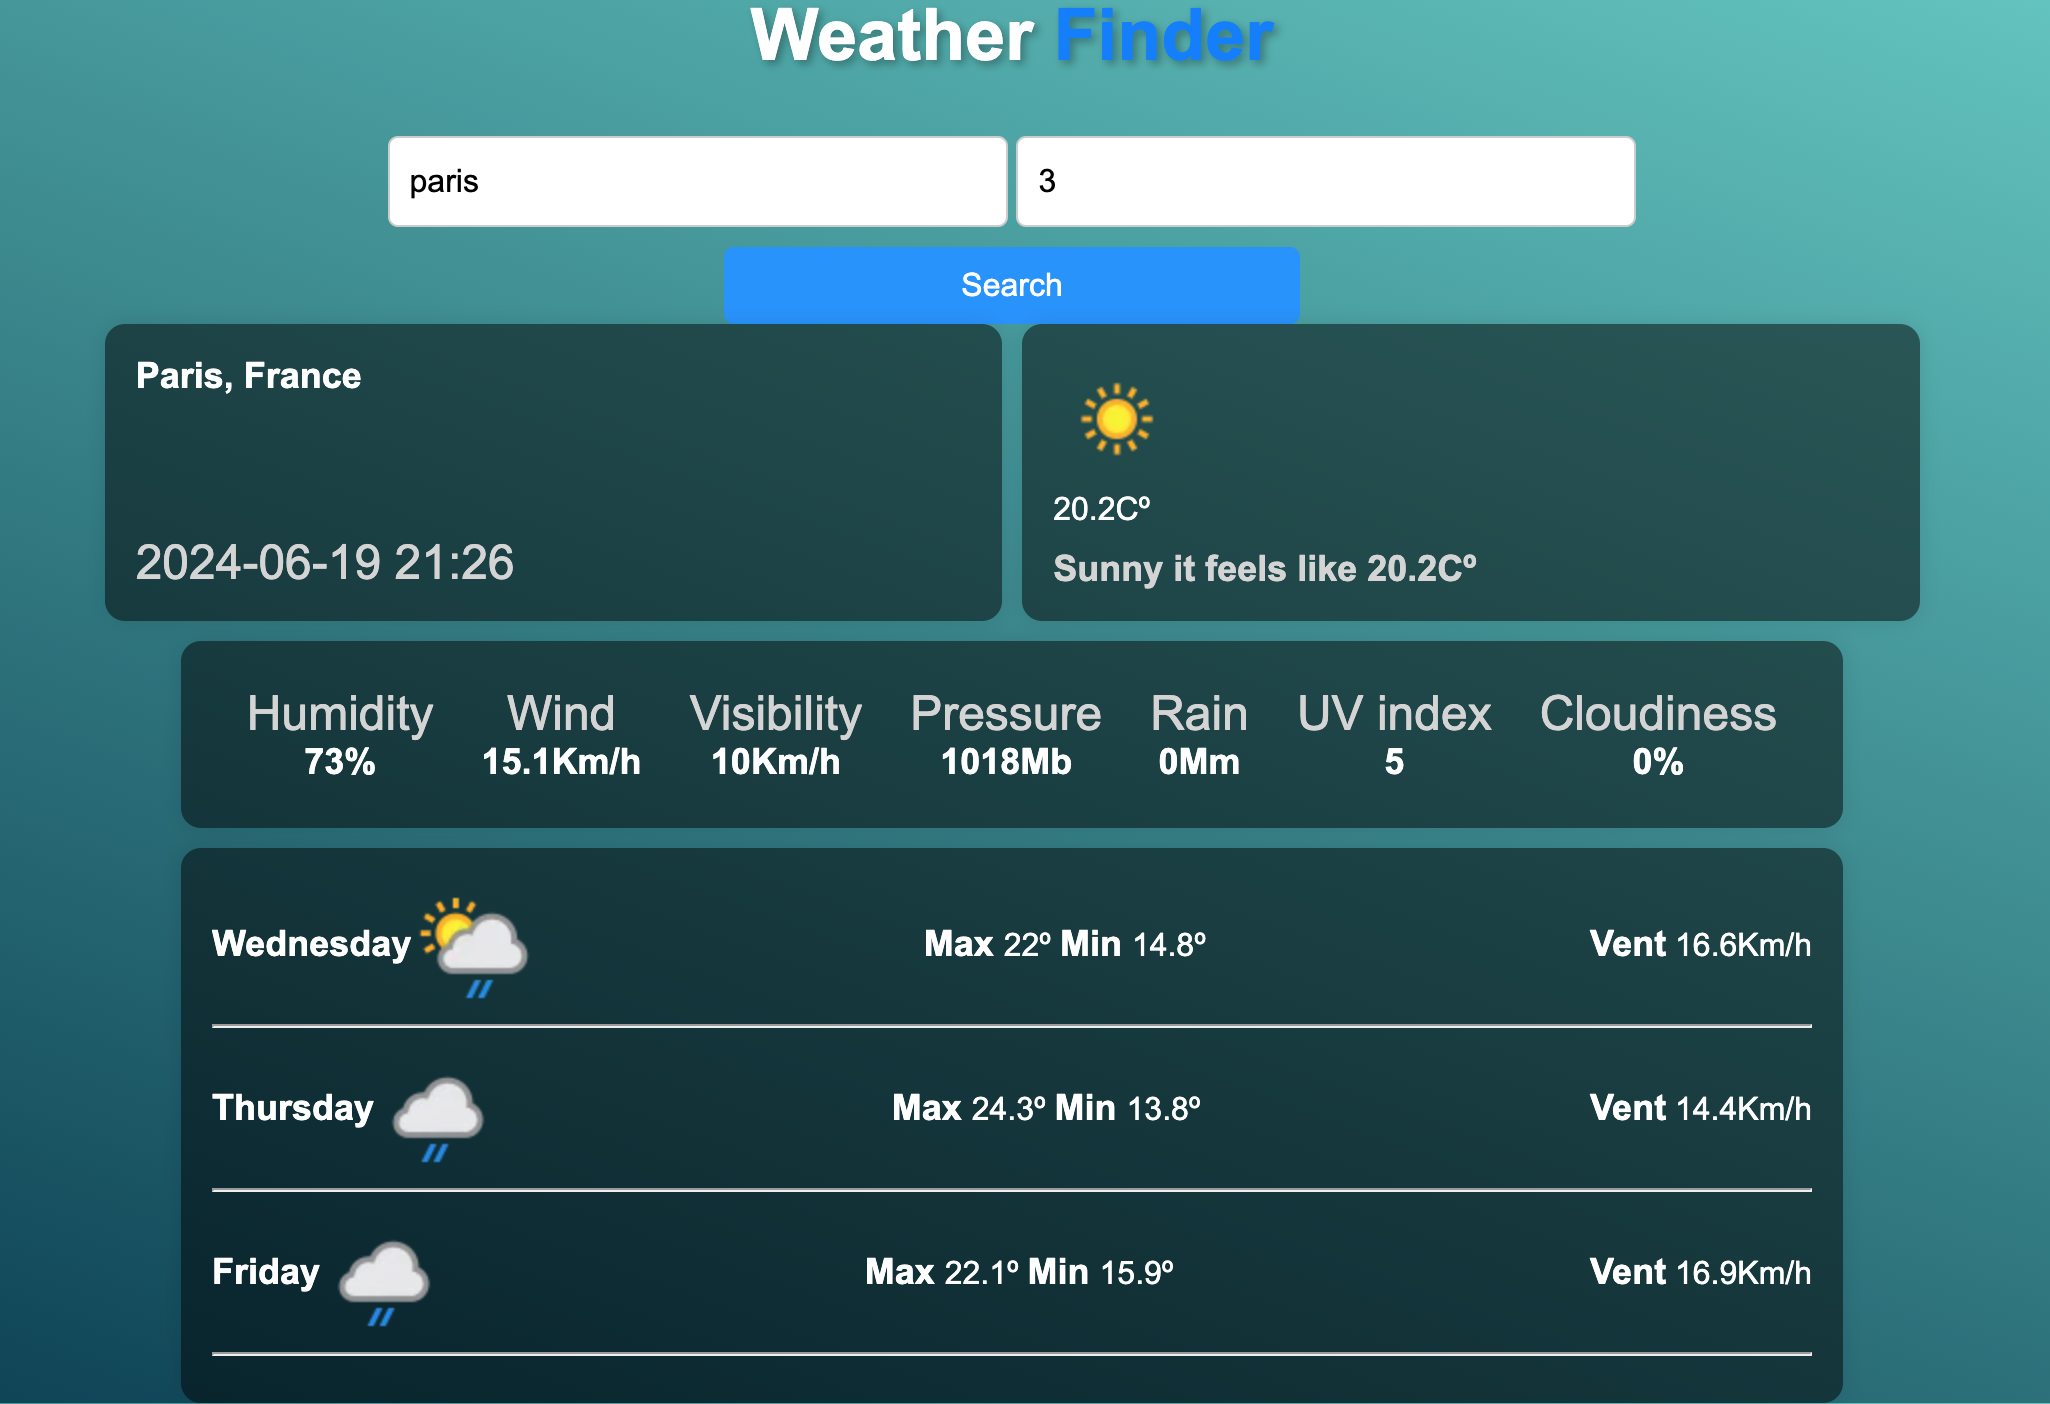 Weather Finder
paris
3
Search
Paris, France
2024-06-19 21:26
20.2Cº
Sunny it feels like 20.2Cº
Humidity Wind Visibility Pressure Rain UV index Cloudiness
73% 15.1Km/h 10Km/h 1018Mb 0Mm 5 0%
Wednesday Max 22º Min 14.8º Vent 16.6Km/h
Thursday Max 24.3º Min 13.8º Vent 14.4Km/h
Friday Max 22.1º Min 15.9º Vent 16.9Km/h